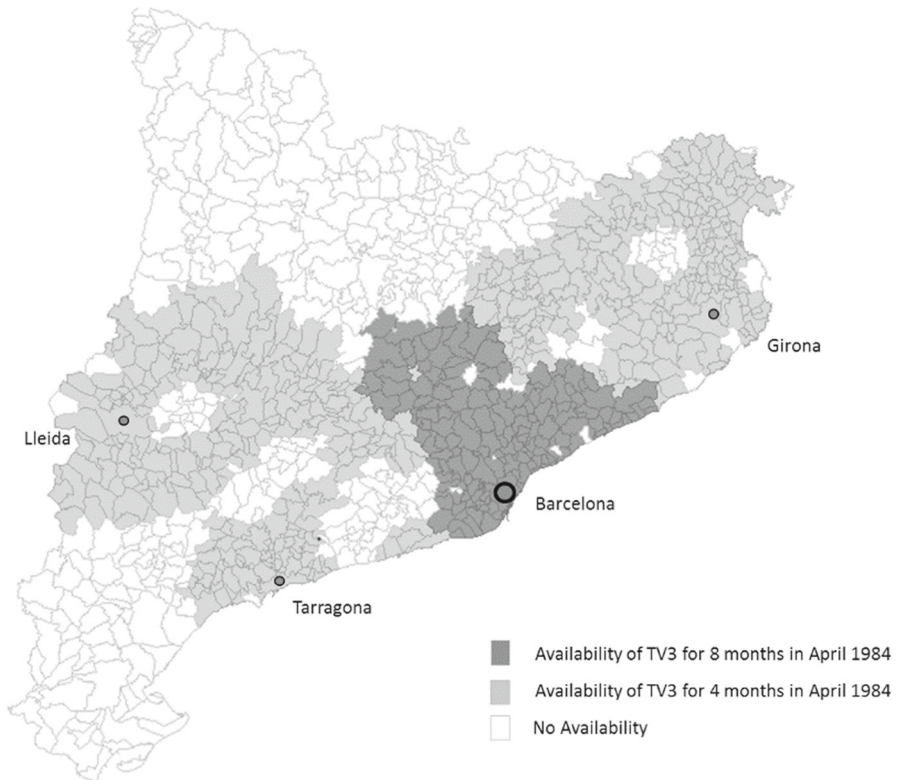 Girona
Lleida
Barcelona
Tarragona
Availability of TV3 for 8 months in April 1984
Availability of TV3 for 4 months in April 1984
No Availability